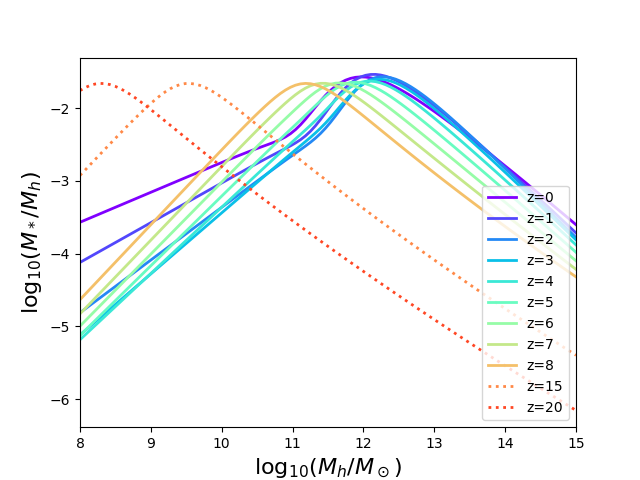 −2
−3
−4
−5
−6
8 9 10 11 12 13 14 15
log₁₀(M*/Mₕ)
log₁₀(Mₕ/M⊙)
z=0
z=1
z=2
z=3
z=4
z=5
z=6
z=7
z=8
z=15
z=20